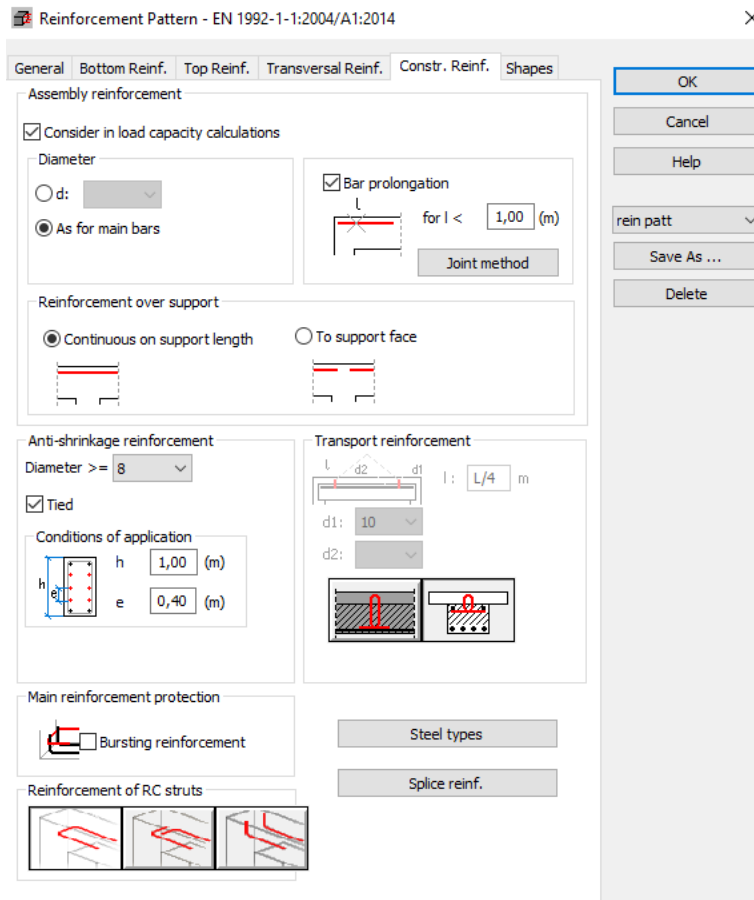 Reinforcement Pattern - EN 1992-1-1:2004/A1:2014
General Bottom Reinf. Top Reinf. Transversal Reinf. Constr. Reinf. Shapes
Assembly reinforcement
Consider in load capacity calculations
Diameter
d:
As for main bars
Bar prolongation
l
for l < 1,00 (m)
Joint method
Reinforcement over support
Continuous on support length
To support face
Anti-shrinkage reinforcement
Diameter >= 8
Tied
Conditions of application
h e
h 1,00 (m)
e 0,40 (m)
Transport reinforcement
l d2 d1
l : L/4 m
d1: 10
d2:
Main reinforcement protection
Bursting reinforcement
Reinforcement of RC struts
Steel types
Splice reinf.
OK
Cancel
Help
rein patt
Save As ...
Delete